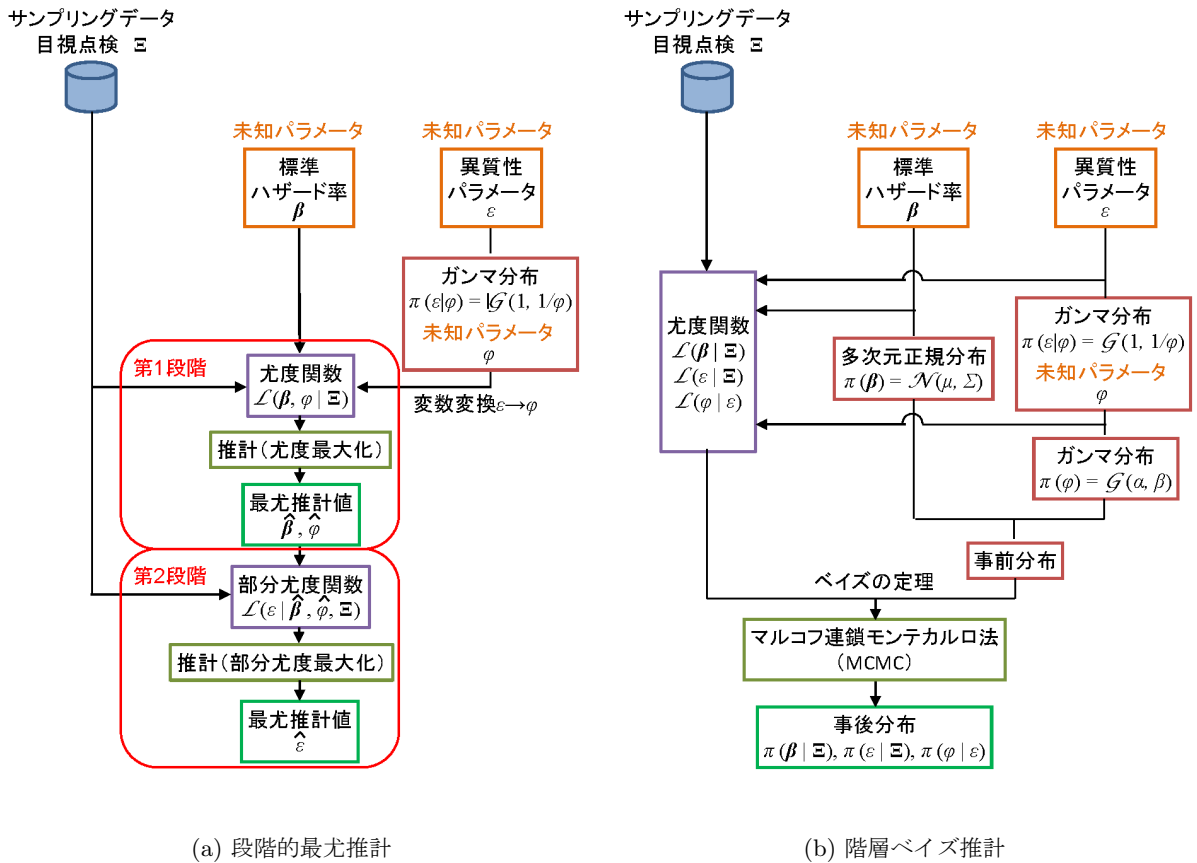 サンプリングデータ
目視点検 Ξ
未知パラメータ
標準
ハザード率
β
未知パラメータ
異質性
パラメータ
ε
ガンマ分布
π(ε|φ) = |G(1, 1/φ)
未知パラメータ
φ
第1段階
尤度関数
L(β, φ | Ξ)
変数変換ε→φ
推計(尤度最大化)
最尤推計値
β̂, φ̂
第2段階
部分尤度関数
L(ε | β̂, φ̂, Ξ)
推計(部分尤度最大化)
最尤推計値
ε̂
(a) 段階的最尤推計
サンプリングデータ
目視点検 Ξ
未知パラメータ
標準
ハザード率
β
未知パラメータ
異質性
パラメータ
ε
尤度関数
L(β | Ξ)
L(ε | Ξ)
L(φ | ε)
多次元正規分布
π(β) = N(μ, Σ)
ガンマ分布
π(ε|φ) = G(1, 1/φ)
未知パラメータ
φ
ガンマ分布
π(φ) = G(α, β)
事前分布
ベイズの定理
マルコフ連鎖モンテカルロ法
(MCMC)
事後分布
π(β | Ξ), π(ε | Ξ), π(φ | ε)
(b) 階層ベイズ推計